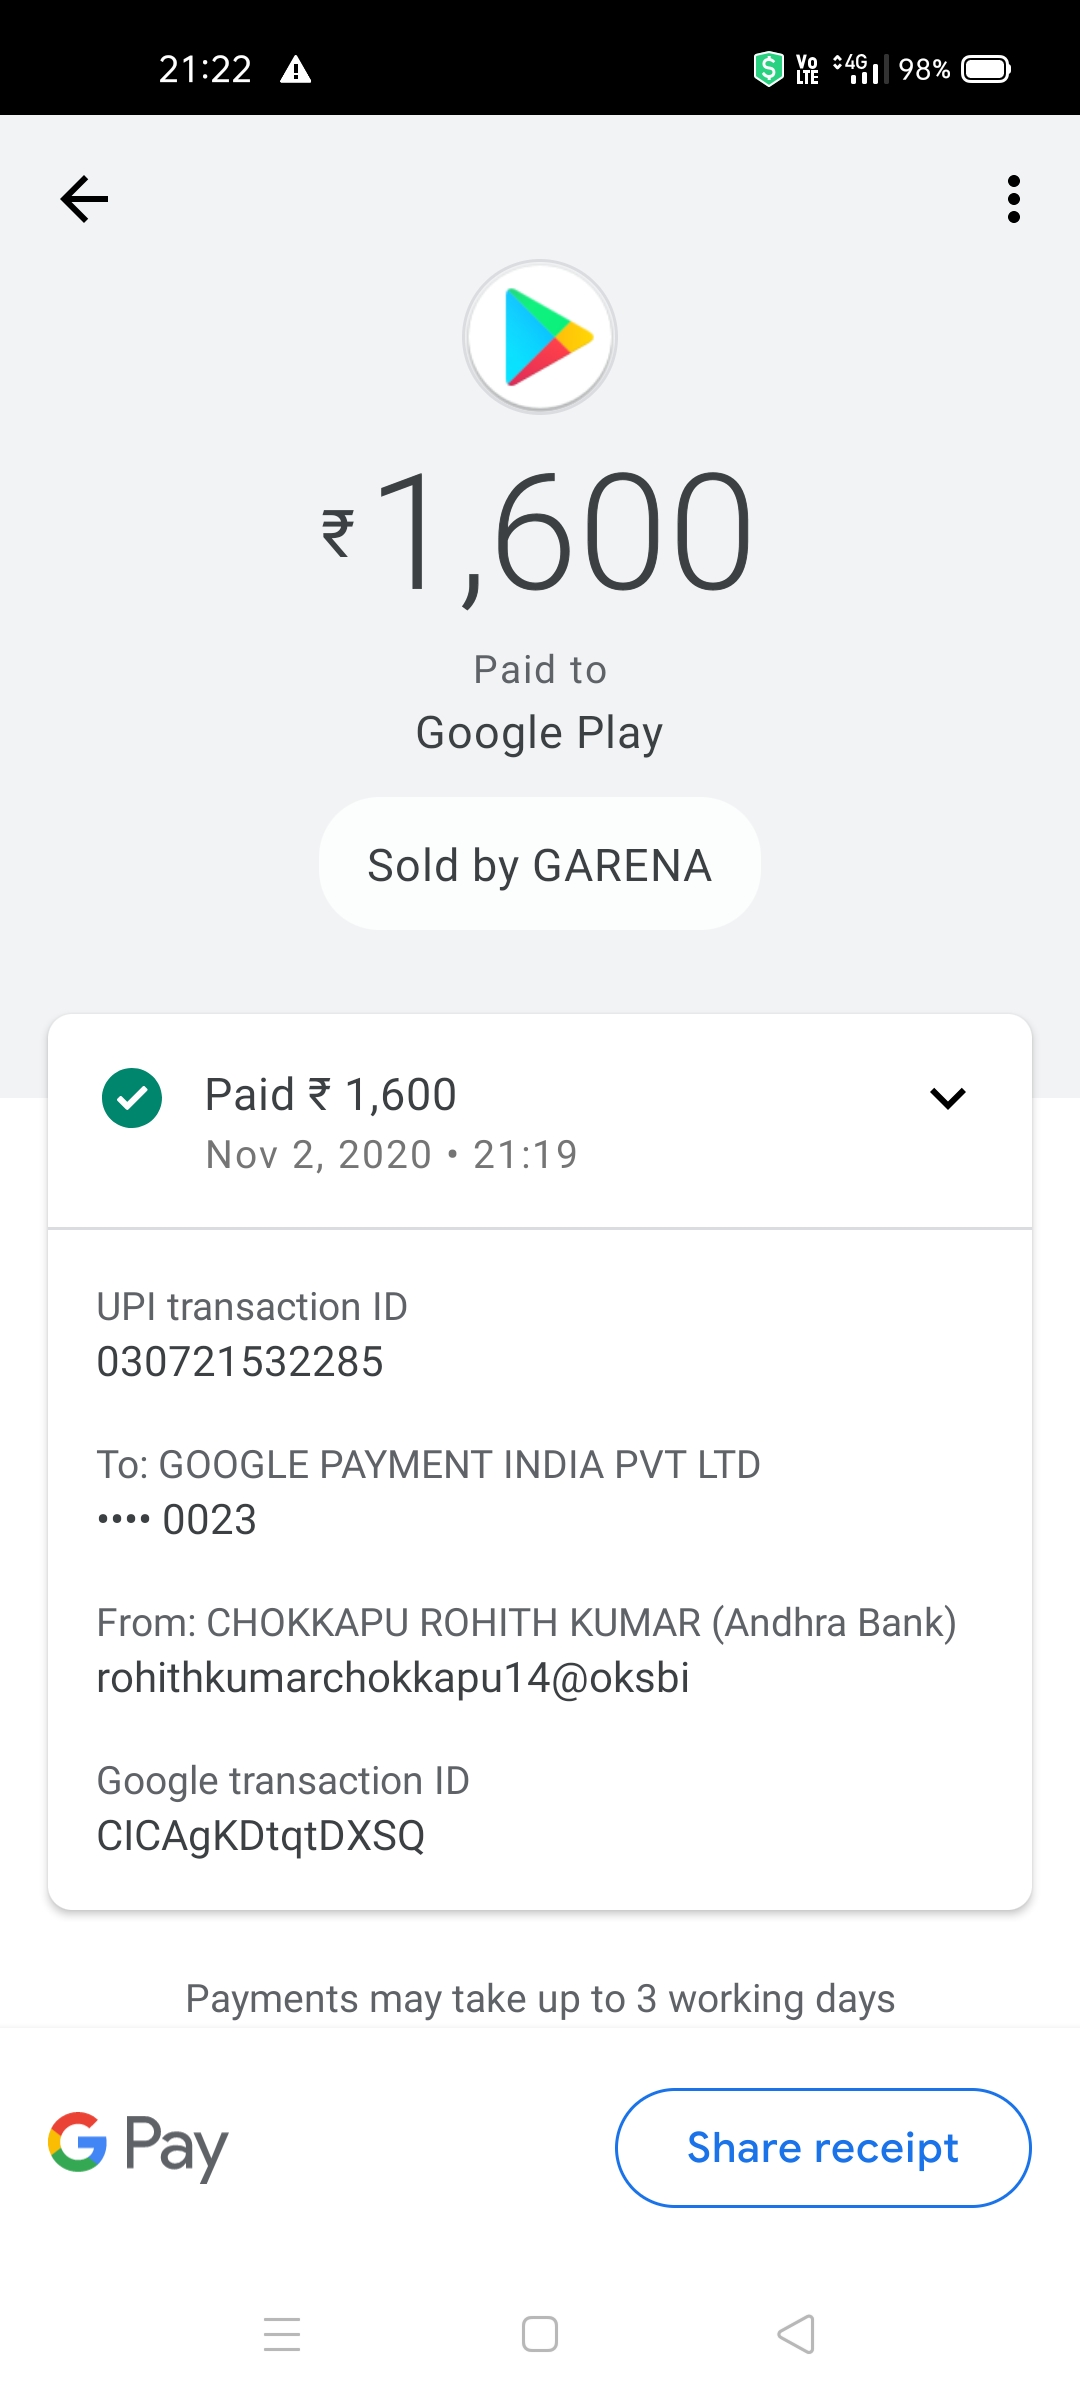 21:22
Vo LTE 4G 98%
₹1,600
Paid to
Google Play
Sold by GARENA
Paid ₹ 1,600
Nov 2, 2020 • 21:19
UPI transaction ID
030721532285
To: GOOGLE PAYMENT INDIA PVT LTD
•••• 0023
From: CHOKKAPU ROHITH KUMAR (Andhra Bank)
rohithkumarchokkapu14@oksbi
Google transaction ID
CICAgKDtqtDXSQ
Payments may take up to 3 working days
G Pay
Share receipt